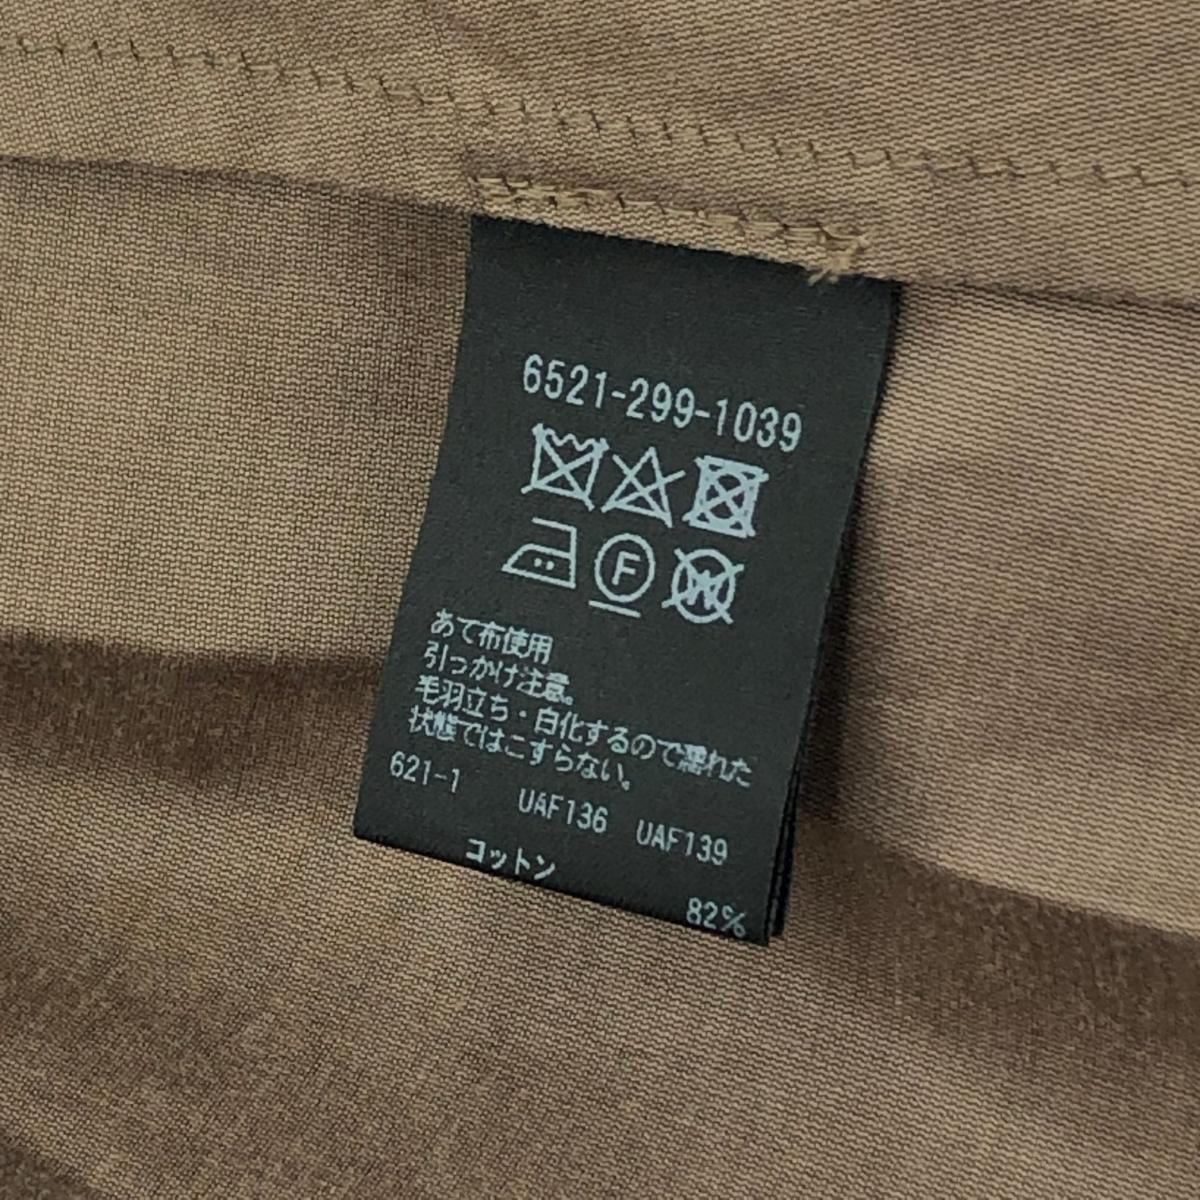 6521-299-1039
F
W
あて布使用
引っかけ注意。
毛羽立ち・白化するので濡れた
状態ではこすらない。
621-1 UAF136 UAF139
コットン
82%